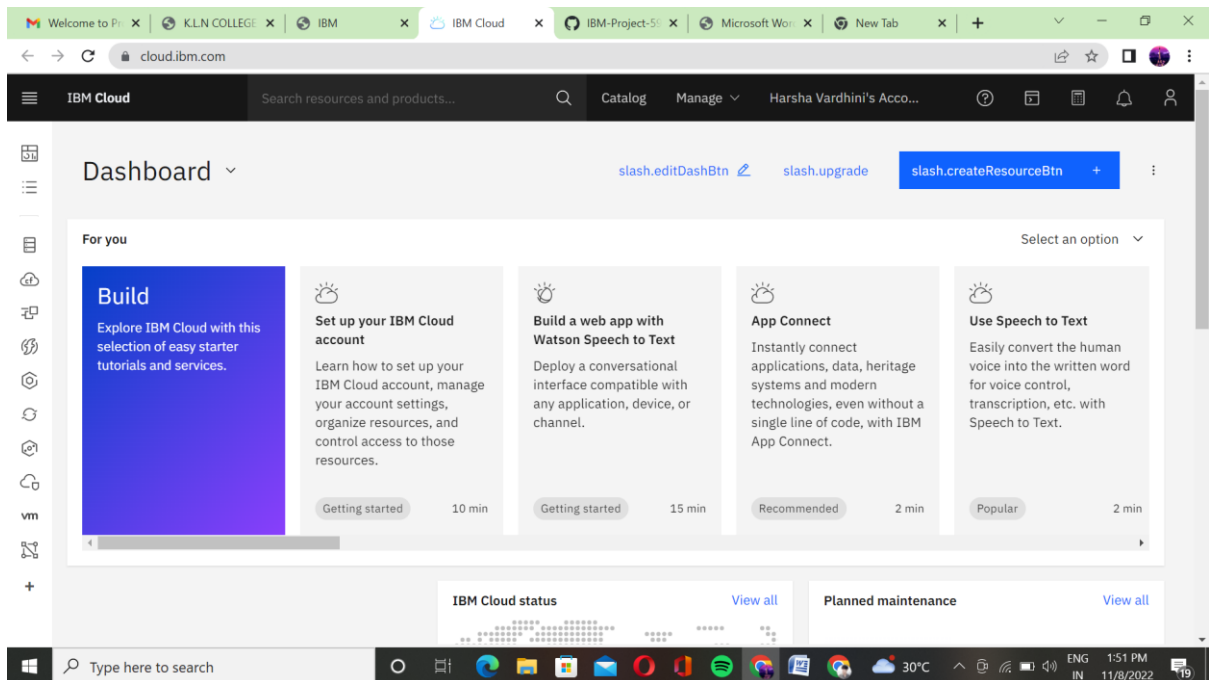 Welcome to Pr
K.L.N COLLEGE
IBM
IBM Cloud
IBM-Project-59
Microsoft Wor
New Tab
cloud.ibm.com
IBM Cloud
Search resources and products...
Catalog
Manage
Harsha Vardhini's Acco...
Dashboard
slash.editDashBtn
slash.upgrade
slash.createResourceBtn +
For you
Select an option
Build
Explore IBM Cloud with this
selection of easy starter
tutorials and services.
Set up your IBM Cloud
account
Learn how to set up your
IBM Cloud account, manage
your account settings,
organize resources, and
control access to those
resources.
Getting started
10 min
Build a web app with
Watson Speech to Text
Deploy a conversational
interface compatible with
any application, device, or
channel.
Getting started
15 min
App Connect
Instantly connect
applications, data, heritage
systems and modern
technologies, even without a
single line of code, with IBM
App Connect.
Recommended
2 min
Use Speech to Text
Easily convert the human
voice into the written word
for voice control,
transcription, etc. with
Speech to Text.
Popular
2 min
vm
IBM Cloud status
View all
Planned maintenance
View all
Type here to search
30°C
ENG
IN
1:51 PM
11/8/2022
19